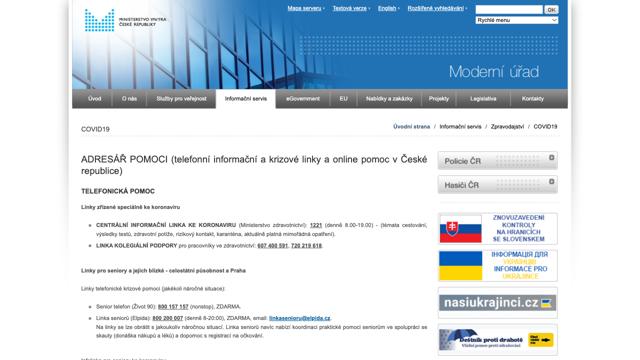 MINISTERSTVO VNITRA
ČESKÉ REPUBLIKY
Mapa serveru
Textová verze
English
Rozšířené vyhledávání
OK
Rychlé menu
Moderní úřad
Úvod
O nás
Služby pro veřejnost
Informační servis
eGovernment
EU
Nabídky a zakázky
Projekty
Legislativa
Kontakty
COVID19
Úvodní strana / Informační servis / Zpravodajství / COVID19
ADRESÁŘ POMOCI (telefonní informační a krizové linky a online pomoc v České
republice)
TELEFONICKÁ POMOC
Linky zřízené speciálně ke koronaviru
CENTRÁLNÍ INFORMAČNÍ LINKA KE KORONAVIRU (Ministerstvo zdravotnictví): 1221 (denně 8.00-19.00) - (témata cestování,
výsledky testů, zdravotní potíže, rizikový kontakt, karanténa, aktuálně platná mimořádná opatření).
LINKA KOLEGIÁLNÍ PODPORY pro pracovníky ve zdravotnictví: 607 400 591, 720 219 618.
Linky pro seniory a jejich blízké - celostátní působnost a Praha
Linky telefonické krizové pomoci (jakékoli náročné situace):
Senior telefon (Život 90): 800 157 157 (nonstop), ZDARMA.
Linka seniorů (Elpida): 800 200 007 (denně 8-20:00), ZDARMA, email: linkasenioru@elpida.cz.
Na linky se lze obrátit v jakoukoliv náročnou situací. Linka seniorů navíc nabízí koordinaci praktické pomoci seniorům ve spolupráci se
skauty (donáška nákupů a léků) a dopomoc s registrací na očkování.
Policie ČR
Hasiči ČR
ZNOVUZAVEDENÍ
KONTROLY
NA HRANICÍCH
SE SLOVENSKEM
ІНФОРМАЦІЯ ДЛЯ
УКРАЇНЦІВ
INFORMACE PRO
UKRAJINCE
nasiukrajinci.cz
Deštník proti drahotě
Vládní pomoc proti zdražování